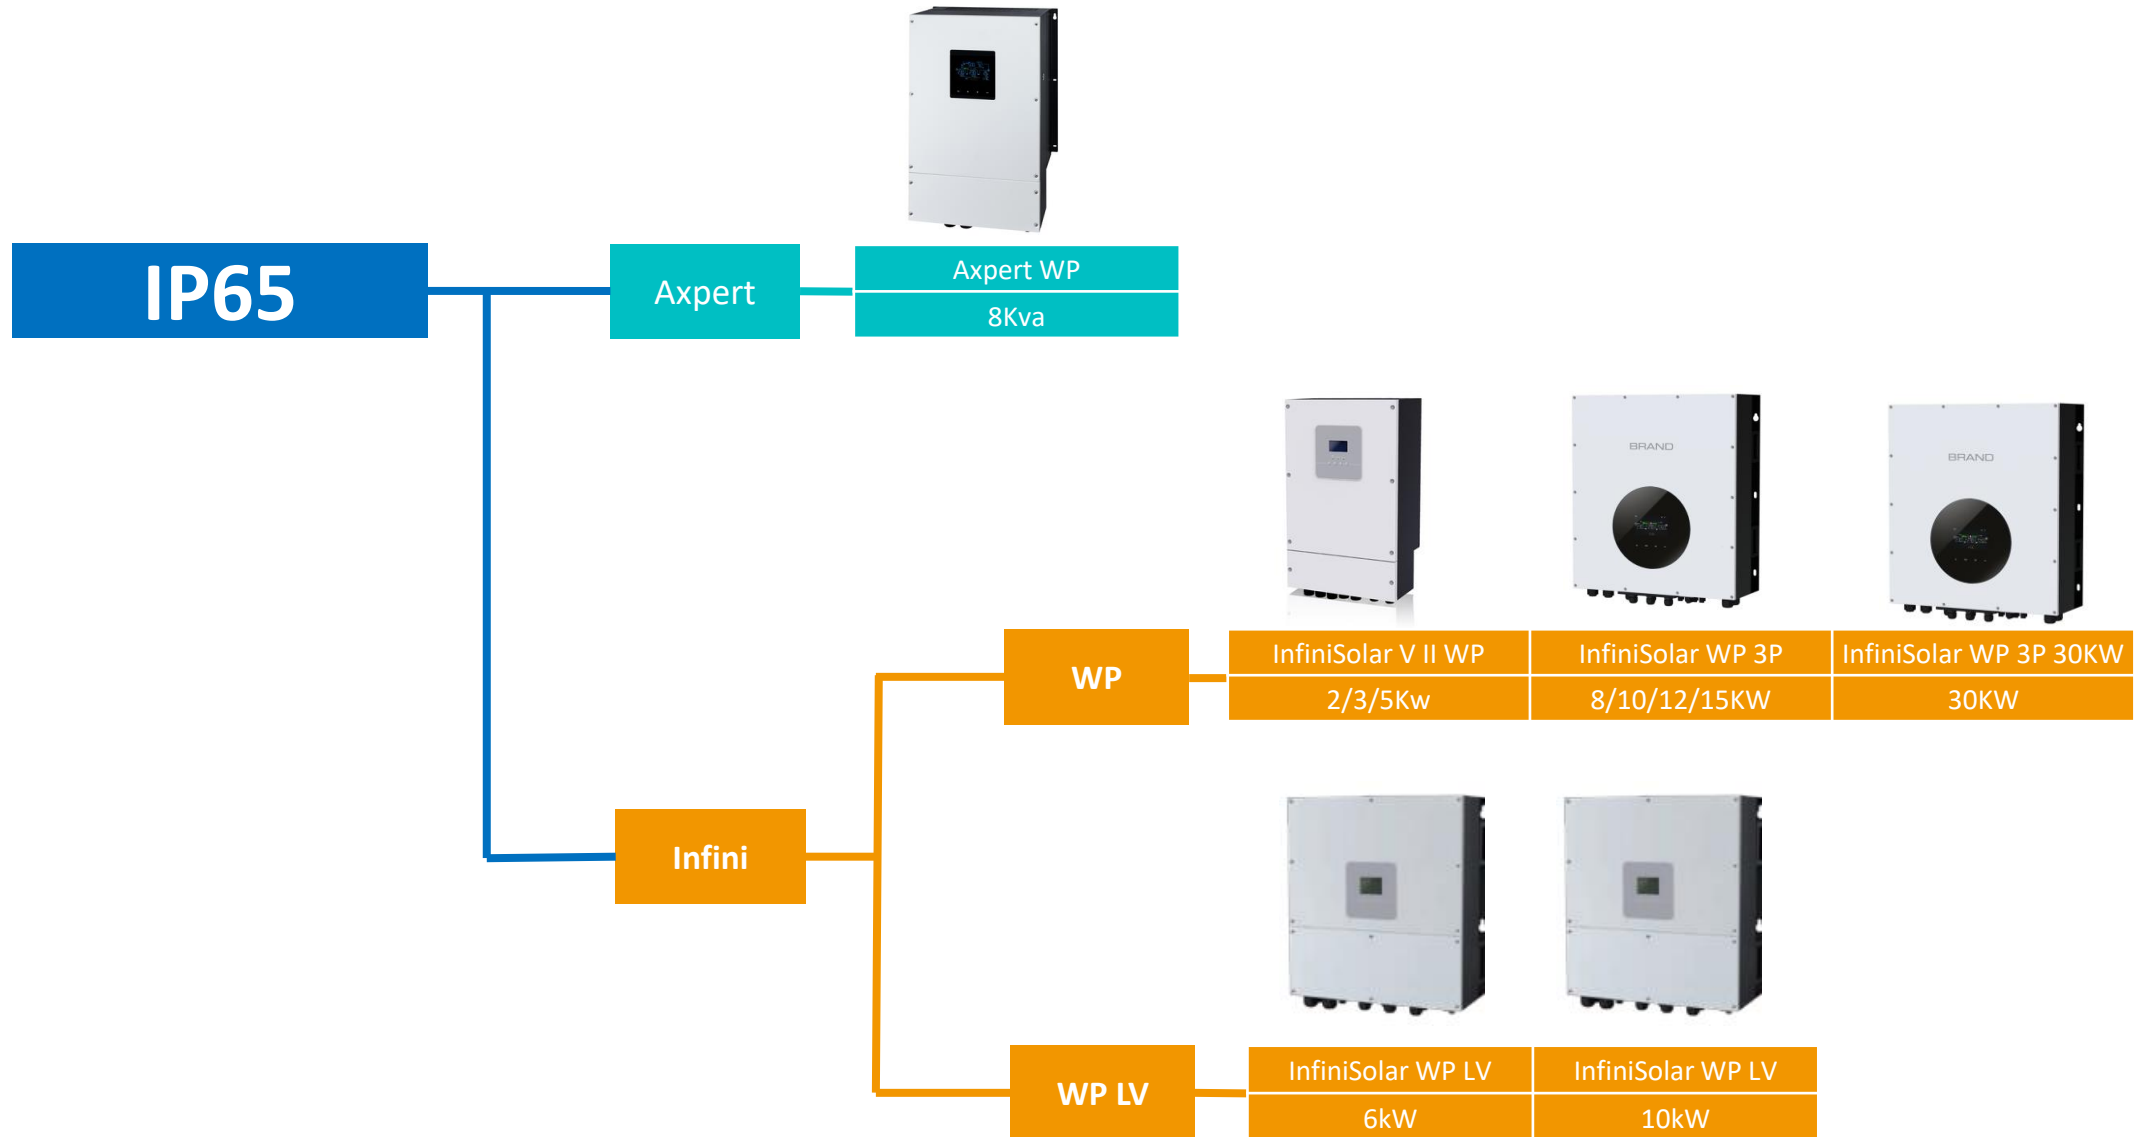 IP65
Axpert
Axpert WP
8Kva
BRAND
BRAND
WP
InfiniSolar V II WP
InfiniSolar WP 3P
InfiniSolar WP 3P 30KW
2/3/5Kw
8/10/12/15KW
30KW
Infini
WP LV
InfiniSolar WP LV
InfiniSolar WP LV
6kW
10kW